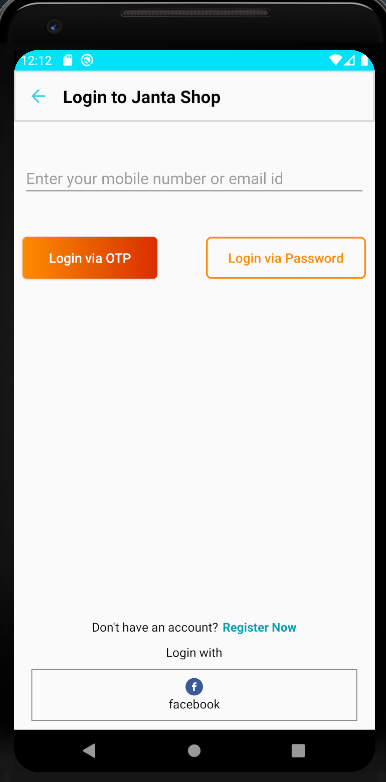 12:12
Login to Janta Shop
Enter your mobile number or email id
Login via OTP
Login via Password
Don't have an account? Register Now
Login with
facebook